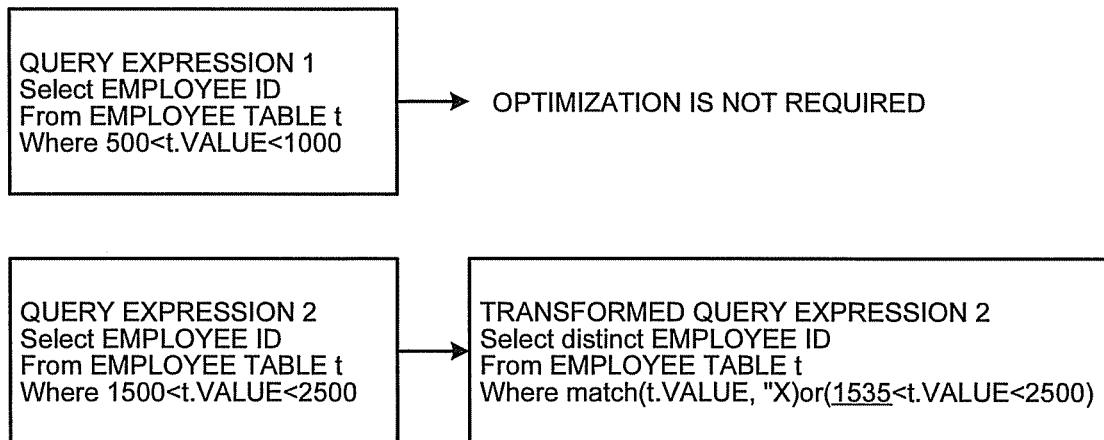 QUERY EXPRESSION 1
Select EMPLOYEE ID
From EMPLOYEE TABLE t
Where 500<t.VALUE<1000
OPTIMIZATION IS NOT REQUIRED
QUERY EXPRESSION 2
Select EMPLOYEE ID
From EMPLOYEE TABLE t
Where 1500<t.VALUE<2500
TRANSFORMED QUERY EXPRESSION 2
Select distinct EMPLOYEE ID
From EMPLOYEE TABLE t
Where match(t.VALUE, "X)or(1535<t.VALUE<2500)